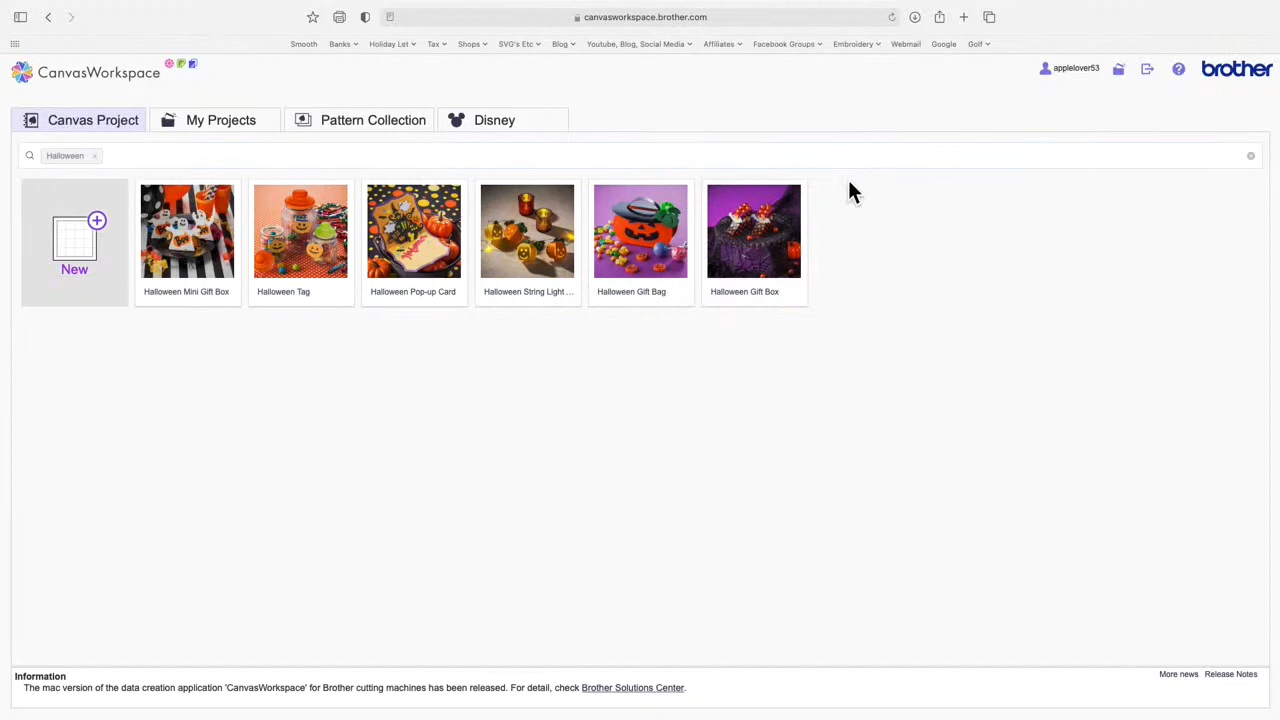 canvasworkspace.brother.com
Smooth Banks Holiday Let Tax Shops SVG's Etc Blog Youtube, Blog, Social Media Affiliates Facebook Groups Embroidery Webmail Google Golf
CanvasWorkspace
applelover53
brother
Canvas Project My Projects Pattern Collection Disney
Halloween ×
New
Halloween Mini Gift Box
Halloween Tag
Halloween Pop-up Card
Halloween String Light ...
Halloween Gift Bag
Halloween Gift Box
Information
More news Release Notes
The mac version of the data creation application 'CanvasWorkspace' for Brother cutting machines has been released. For detail, check Brother Solutions Center.